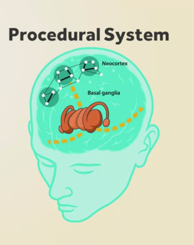 Procedural System
Neocortex
Basal ganglia